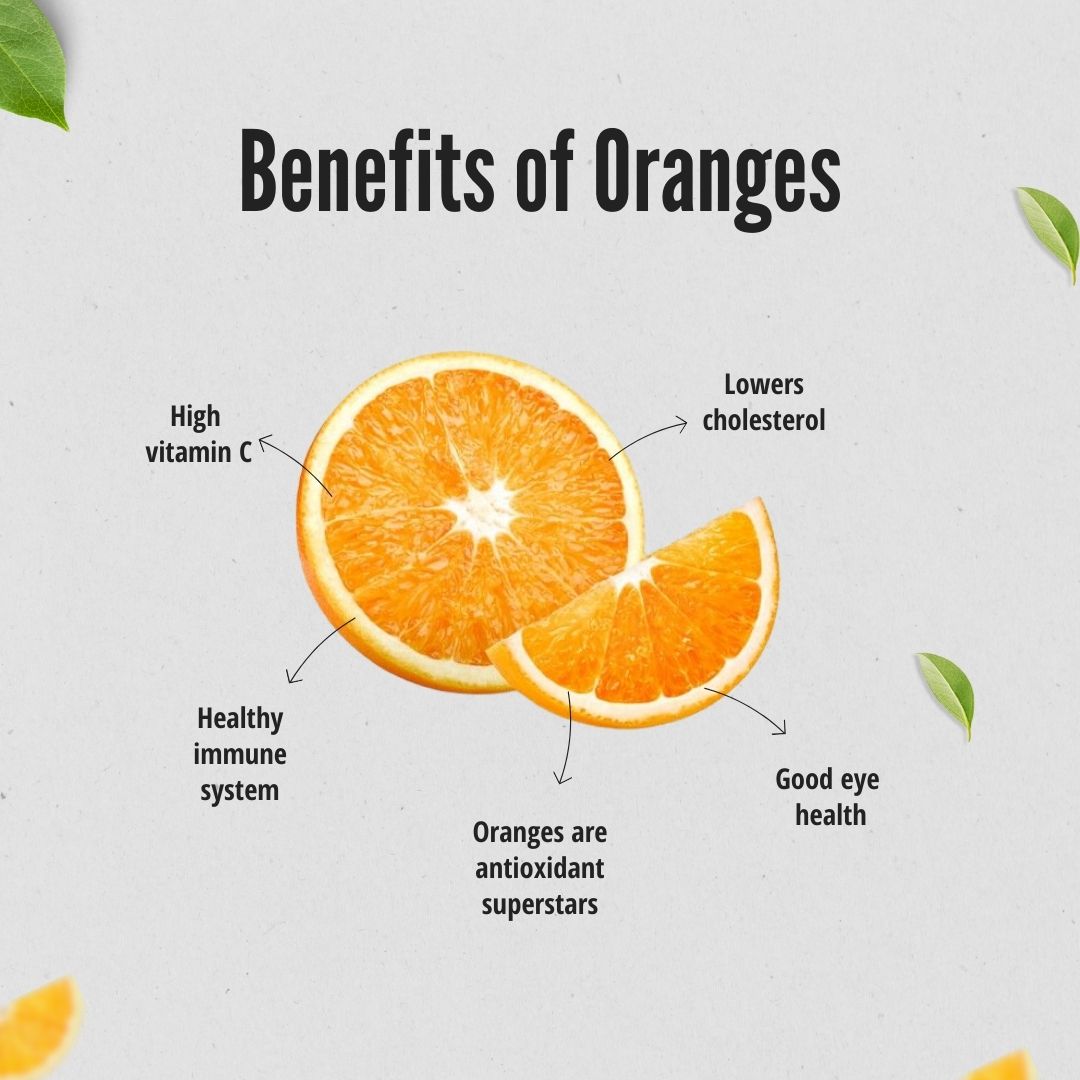 Benefits of Oranges
High
vitamin C
Lowers
cholesterol
Healthy
immune
system
Oranges are
antioxidant
superstars
Good eye
health